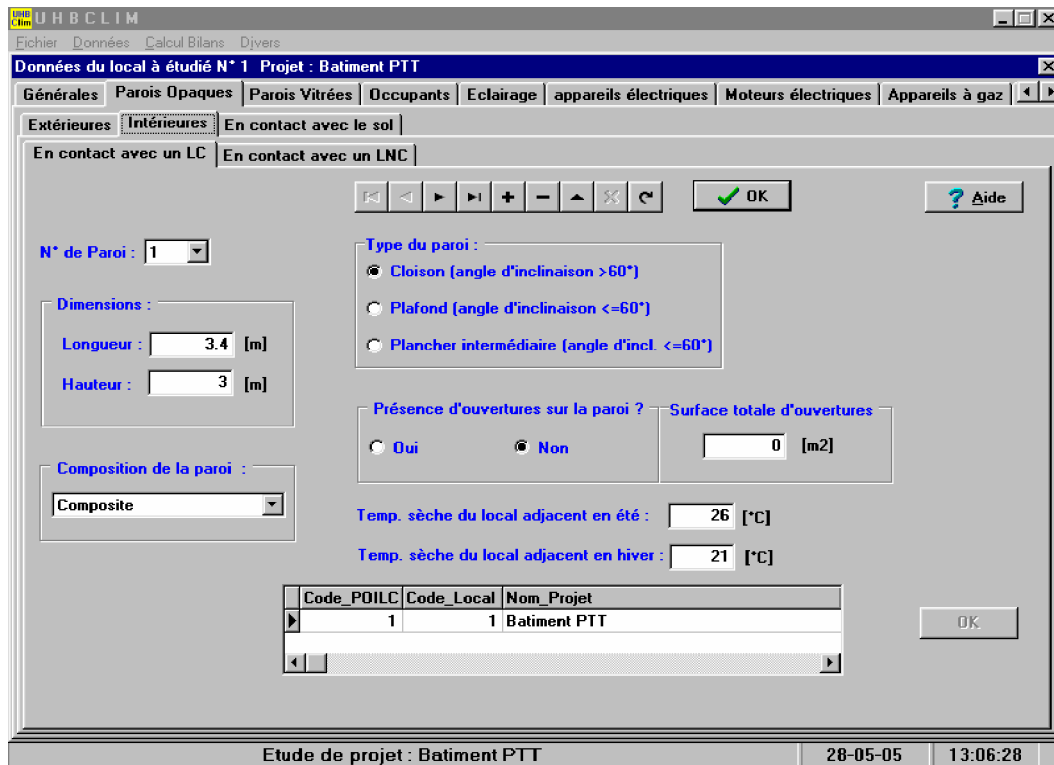 UHB Clim UHBCLIM
Fichier Données Calcul Bilans Divers
Données du local à étudié N° 1 Projet : Batiment PTT
Générales Parois Opaques Parois Vitrées Occupants Eclairage appareils électriques Moteurs électriques Appareils à gaz
Extérieures Intérieures En contact avec le sol
En contact avec un LC En contact avec un LNC
OK Aide
N° de Paroi : 1
Type du paroi :
Cloison (angle d'inclinaison >60°)
Plafond (angle d'inclinaison <=60°)
Plancher intermédiaire (angle d'incl. <=60°)
Dimensions :
Longueur : 3.4 [m]
Hauteur : 3 [m]
Présence d'ouvertures sur la paroi ? Surface totale d'ouvertures
Oui Non 0 [m2]
Composition de la paroi :
Composite
Temp. sèche du local adjacent en été : 26 [°C]
Temp. sèche du local adjacent en hiver : 21 [°C]
Code_POILC Code_Local Nom_Projet
1 1 Batiment PTT
OK
Etude de projet : Batiment PTT 28-05-05 13:06:28